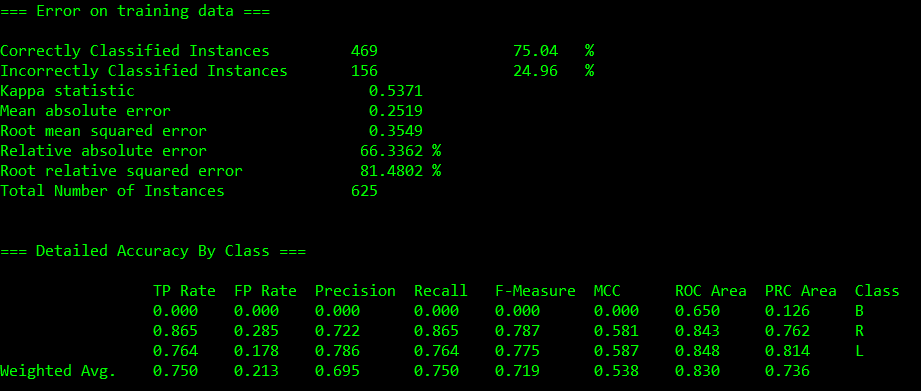 === Error on training data ===
Correctly Classified Instances 469 75.04 %
Incorrectly Classified Instances 156 24.96 %
Kappa statistic 0.5371
Mean absolute error 0.2519
Root mean squared error 0.3549
Relative absolute error 66.3362 %
Root relative squared error 81.4802 %
Total Number of Instances 625
=== Detailed Accuracy By Class ===
TP Rate FP Rate Precision Recall F-Measure MCC ROC Area PRC Area Class
0.000 0.000 0.000 0.000 0.000 0.000 0.650 0.126 B
0.865 0.285 0.722 0.865 0.787 0.581 0.843 0.762 R
0.764 0.178 0.786 0.764 0.775 0.587 0.848 0.814 L
Weighted Avg. 0.750 0.213 0.695 0.750 0.719 0.538 0.830 0.736